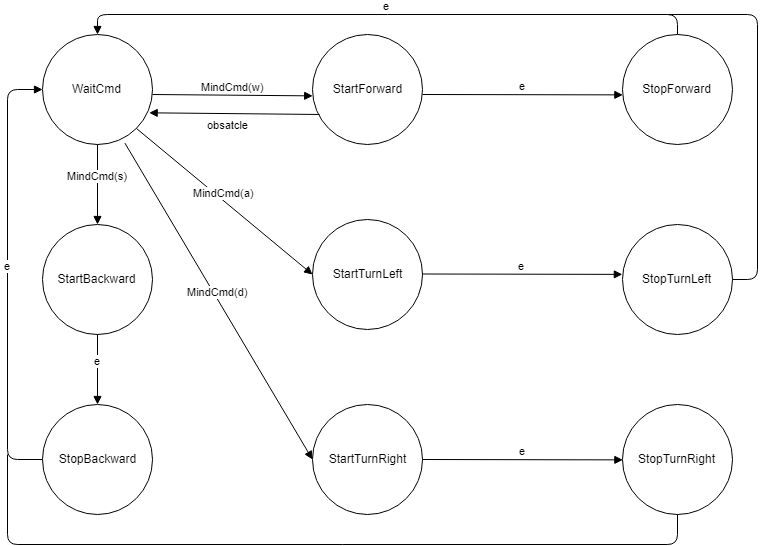 e
WaitCmd
MindCmd(w)
StartForward
e
StopForward
obsatcle
MindCmd(s)
MindCmd(a)
e
StartBackward
MindCmd(d)
StartTurnLeft
e
StopTurnLeft
e
StopBackward
StartTurnRight
e
StopTurnRight